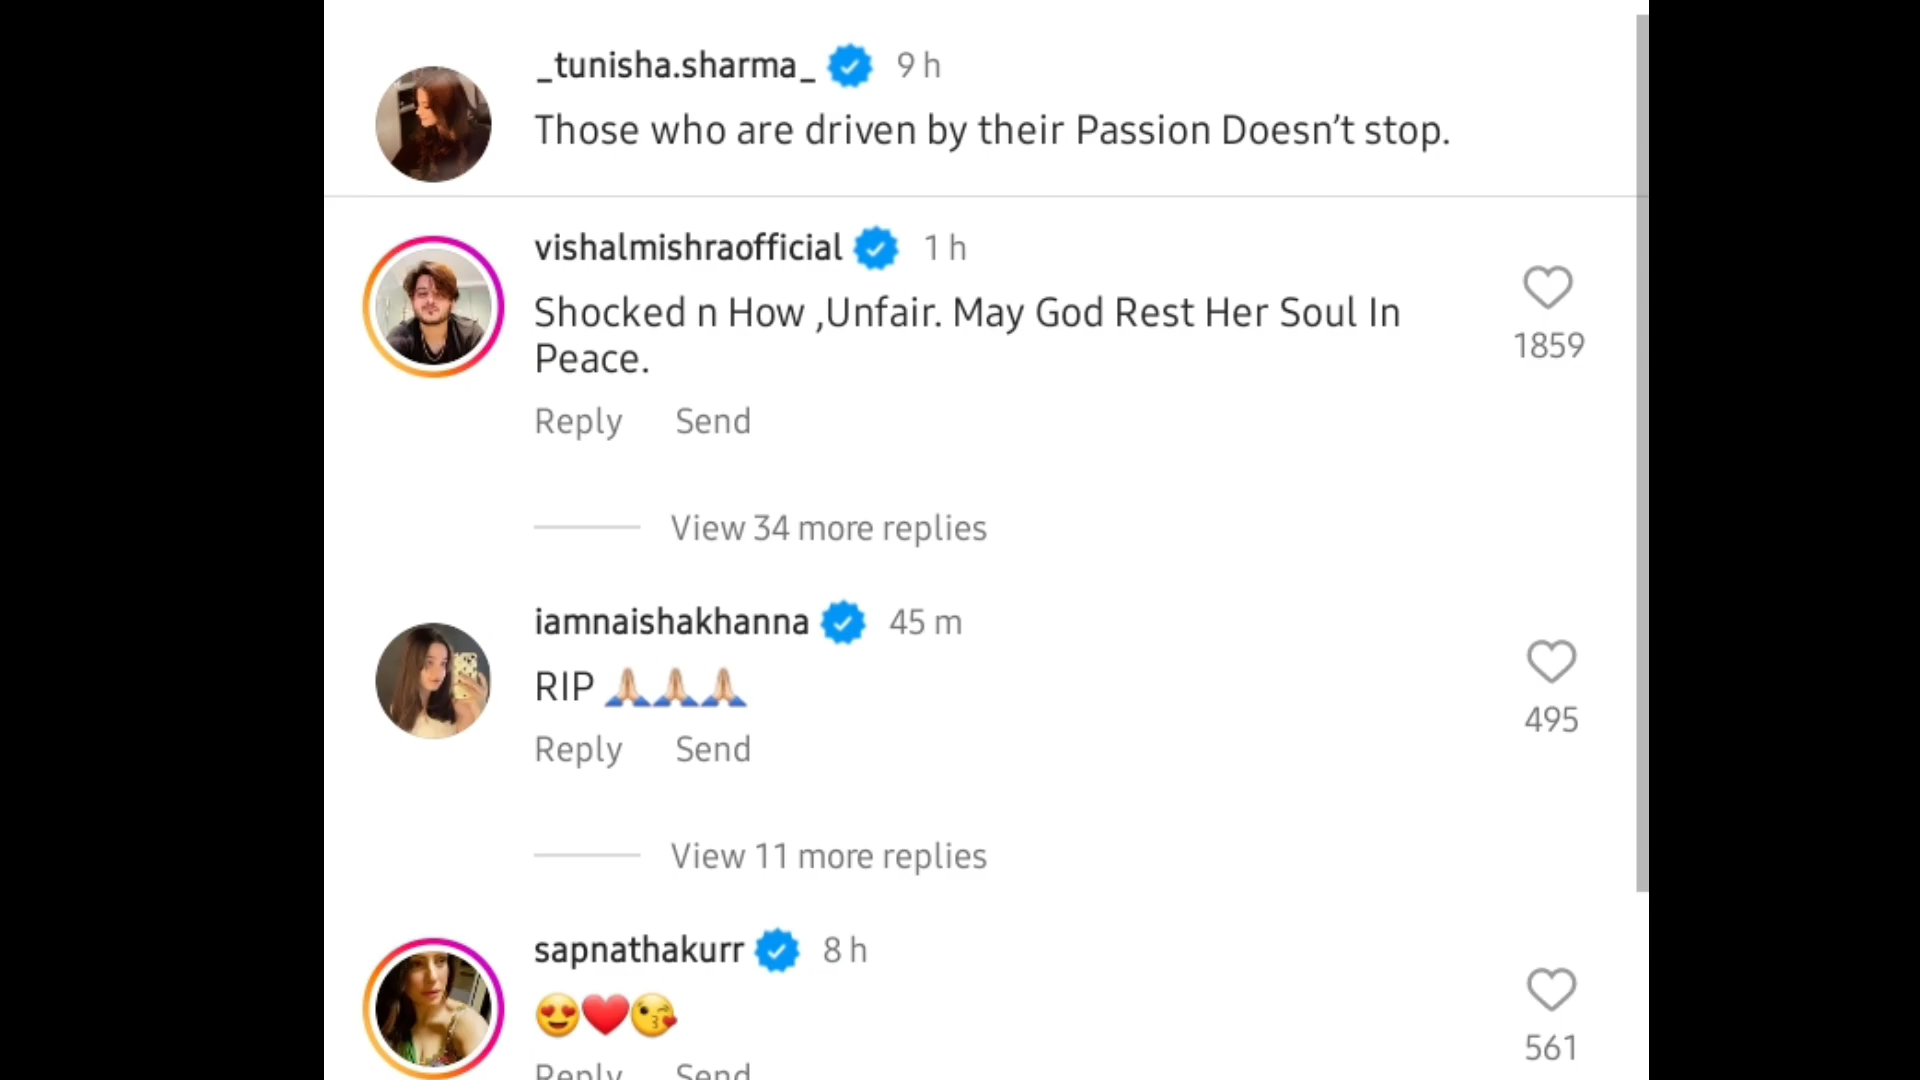 _tunisha.sharma_ 9 h
Those who are driven by their Passion Doesn’t stop.
vishalmishraofficial 1 h
Shocked n How ,Unfair. May God Rest Her Soul In
Peace.
1859
Reply Send
View 34 more replies
iamnaishakhanna 45 m
RIP 🙏🏻🙏🏻🙏🏻
495
Reply Send
View 11 more replies
sapnathakurr 8 h
😍❤️😘
561
Reply Send